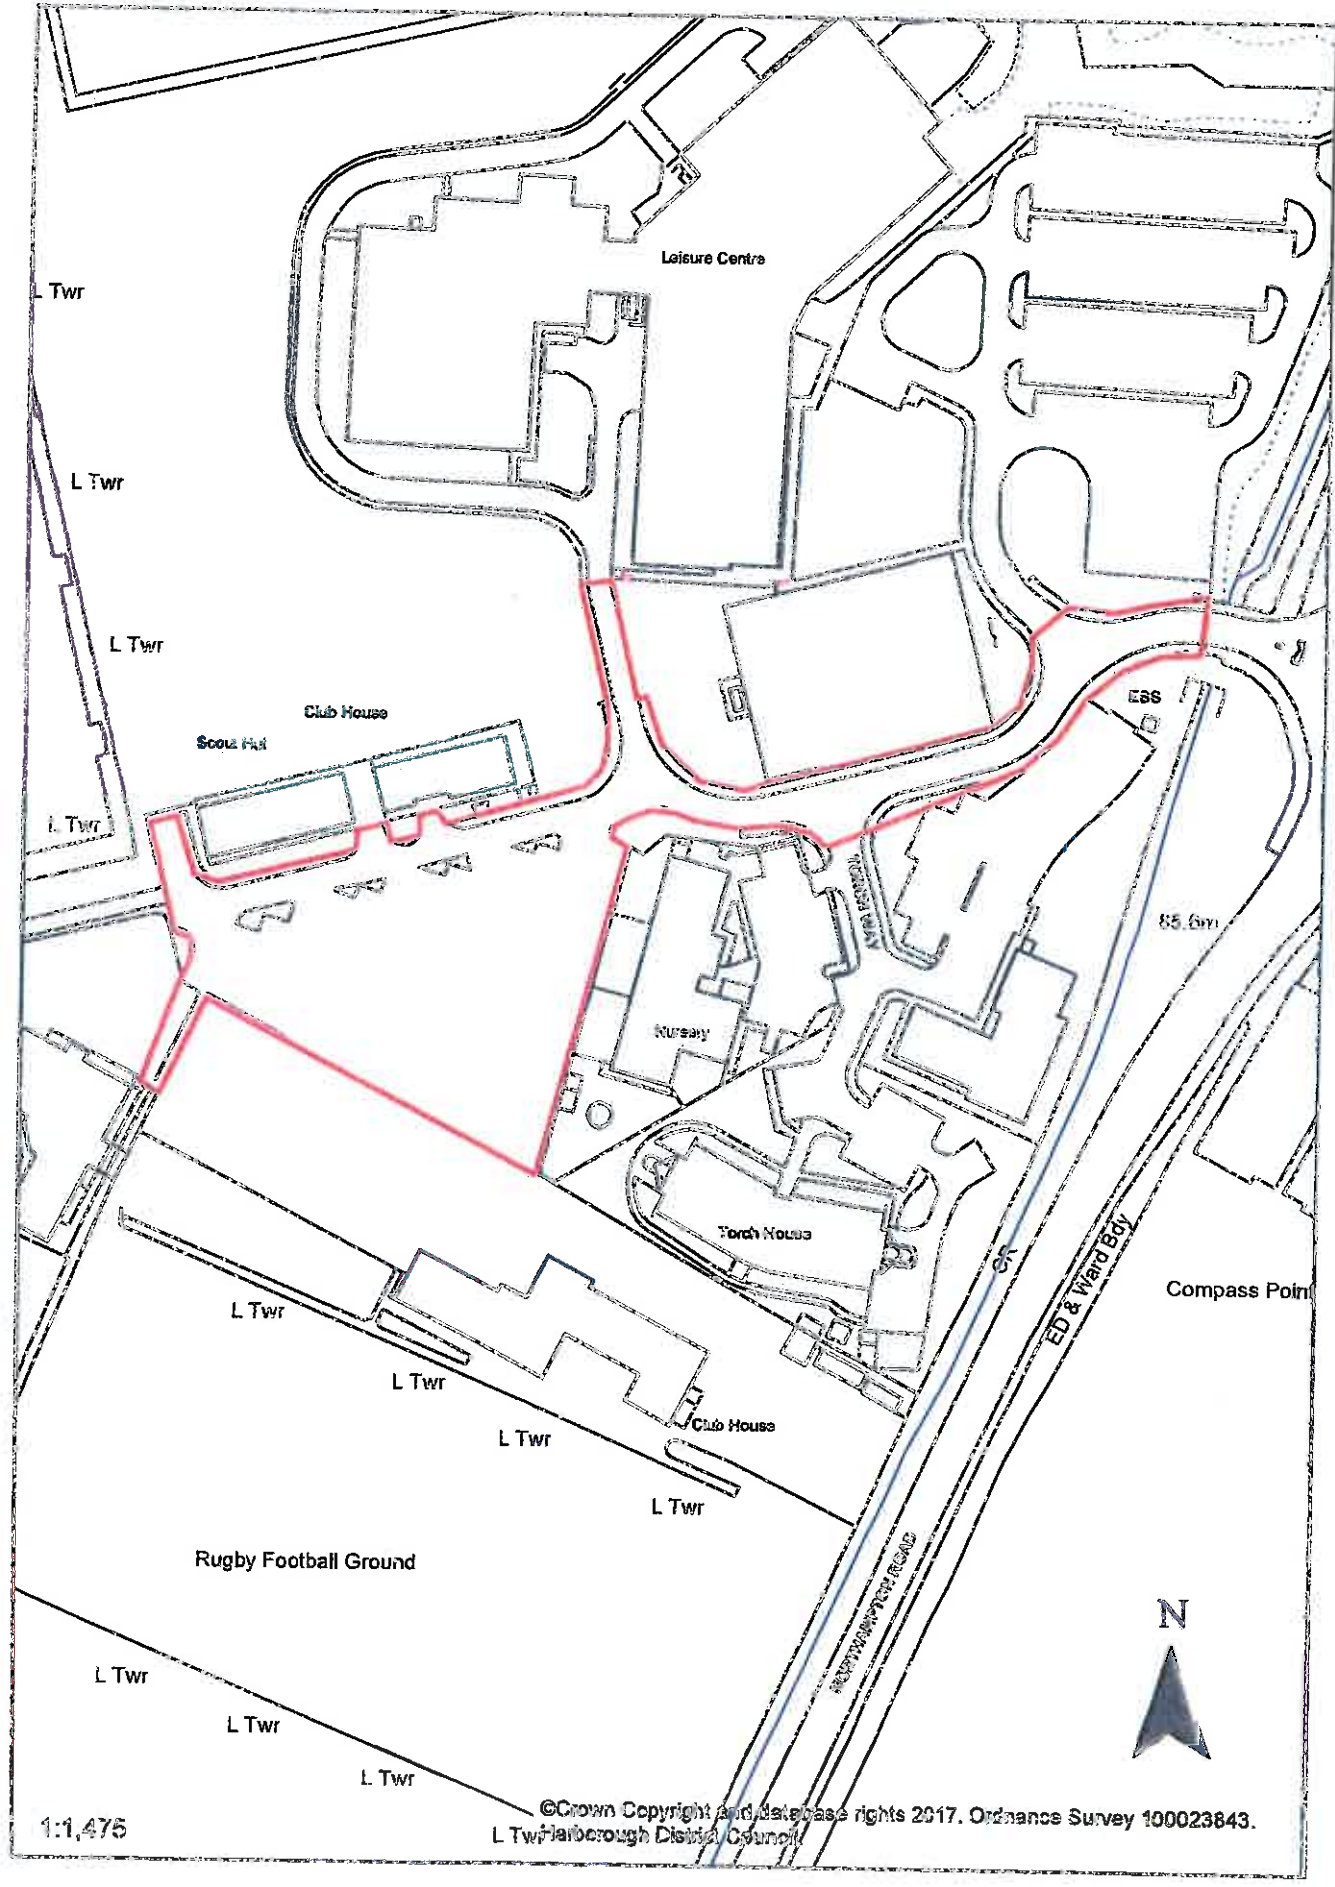 Leisure Centre
L Twr
L Twr
L Twr
Club House
Scout Hut
ESS
L Twr
85.6m
Nursery
Torch House
CR
ED & Ward Bdy
Compass Point
L Twr
L Twr
Club House
L Twr
L Twr
Rugby Football Ground
NORTHAMPTON ROAD
N
L Twr
L Twr
L Twr
©Crown Copyright and database rights 2017. Ordnance Survey 100023843.
1:1,475
L Twr Harborough District Council